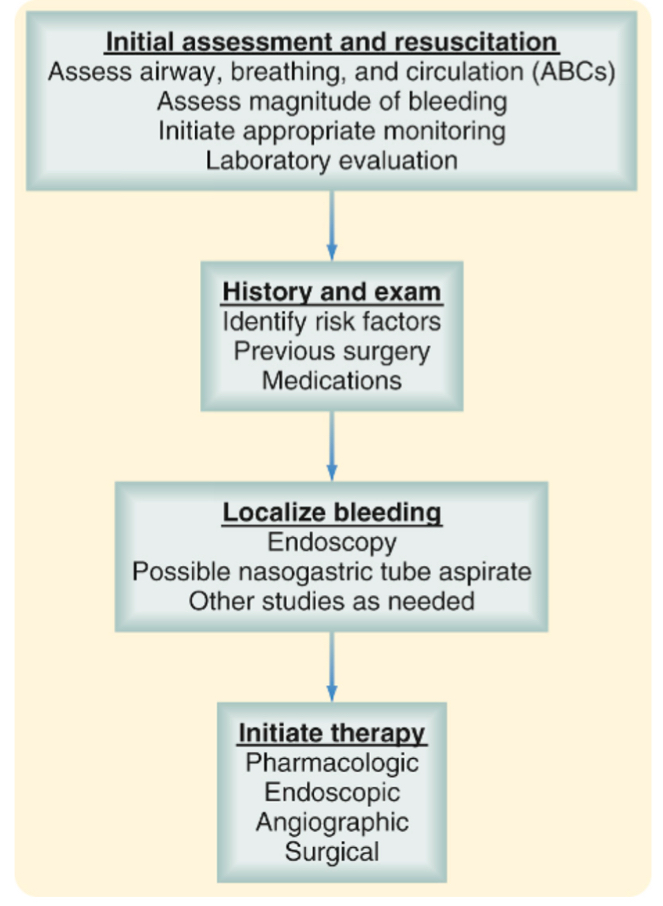 Initial assessment and resuscitation
Assess airway, breathing, and circulation (ABCs)
Assess magnitude of bleeding
Initiate appropriate monitoring
Laboratory evaluation
History and exam
Identify risk factors
Previous surgery
Medications
Localize bleeding
Endoscopy
Possible nasogastric tube aspirate
Other studies as needed
Initiate therapy
Pharmacologic
Endoscopic
Angiographic
Surgical